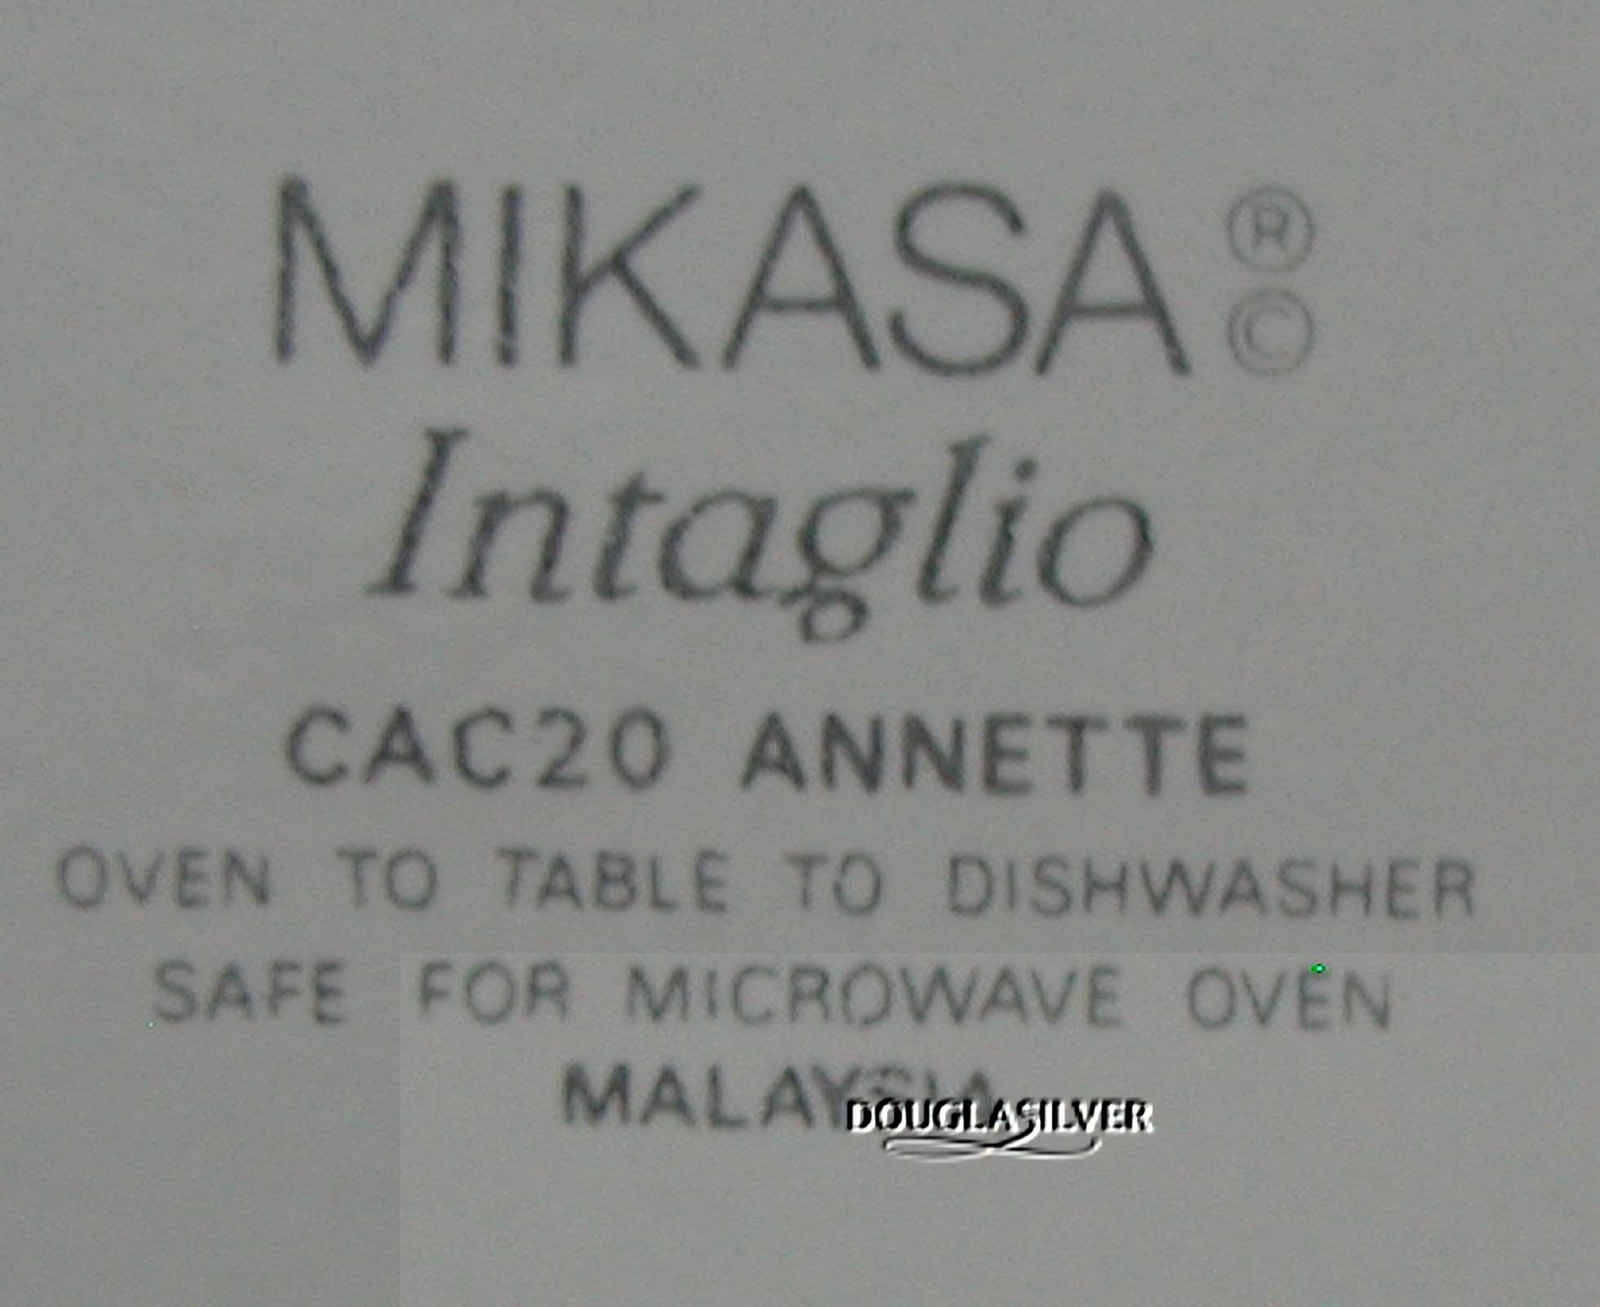 MIKASA ® ©
Intaglio
CAC20 ANNETTE
OVEN TO TABLE TO DISHWASHER
SAFE FOR MICROWAVE OVEN
MALAYSIA
DOUGLASILVER